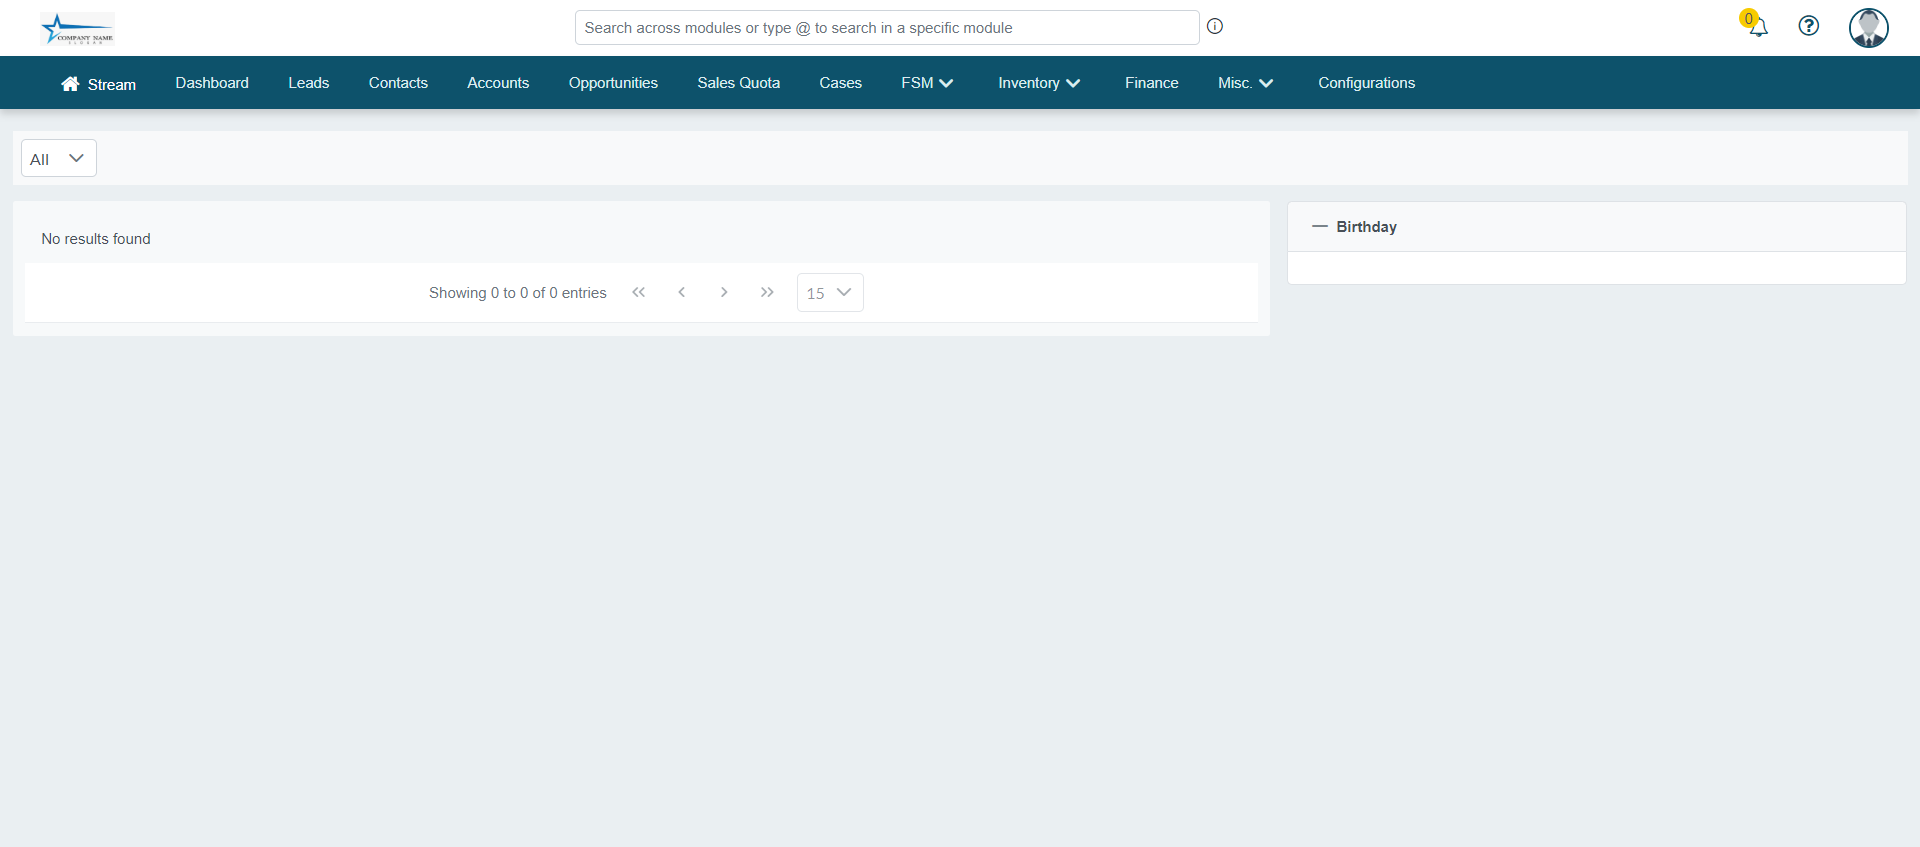 COMPANY NAME
Search across modules or type @ to search in a specific module
0
Stream Dashboard Leads Contacts Accounts Opportunities Sales Quota Cases FSM Inventory Finance Misc. Configurations
All
No results found
Showing 0 to 0 of 0 entries 15
Birthday